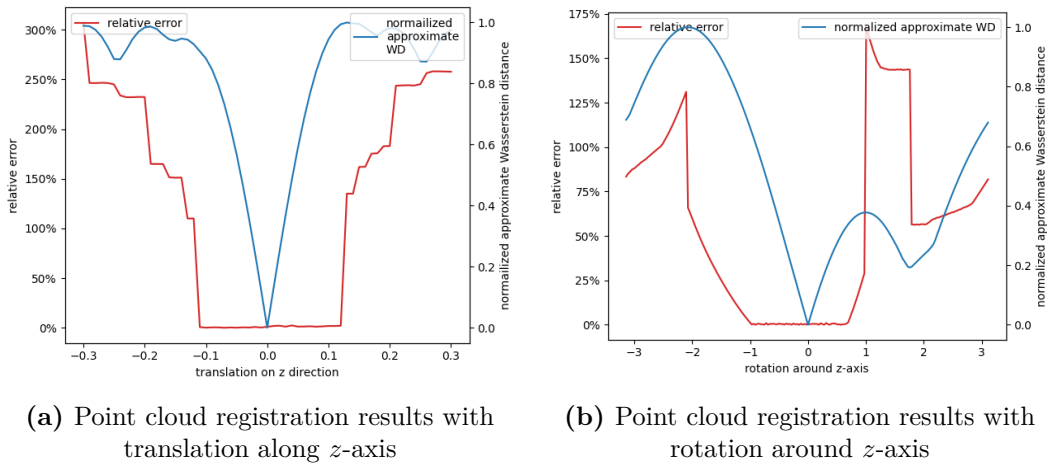 relative error
normailized
approximate
WD
300%
250%
200%
150%
100%
50%
0%
relative error
1.0
0.8
0.6
0.4
0.2
0.0
normailized approximate Wasserstein distance
−0.3 −0.2 −0.1 0.0 0.1 0.2 0.3
translation on z direction
(a) Point cloud registration results with
translation along z-axis
relative error
normalized approximate WD
175%
150%
125%
100%
75%
50%
25%
0%
relative error
1.0
0.8
0.6
0.4
0.2
0.0
normalized approximate Wasserstein distance
−3 −2 −1 0 1 2 3
rotation around z-axis
(b) Point cloud registration results with
rotation around z-axis